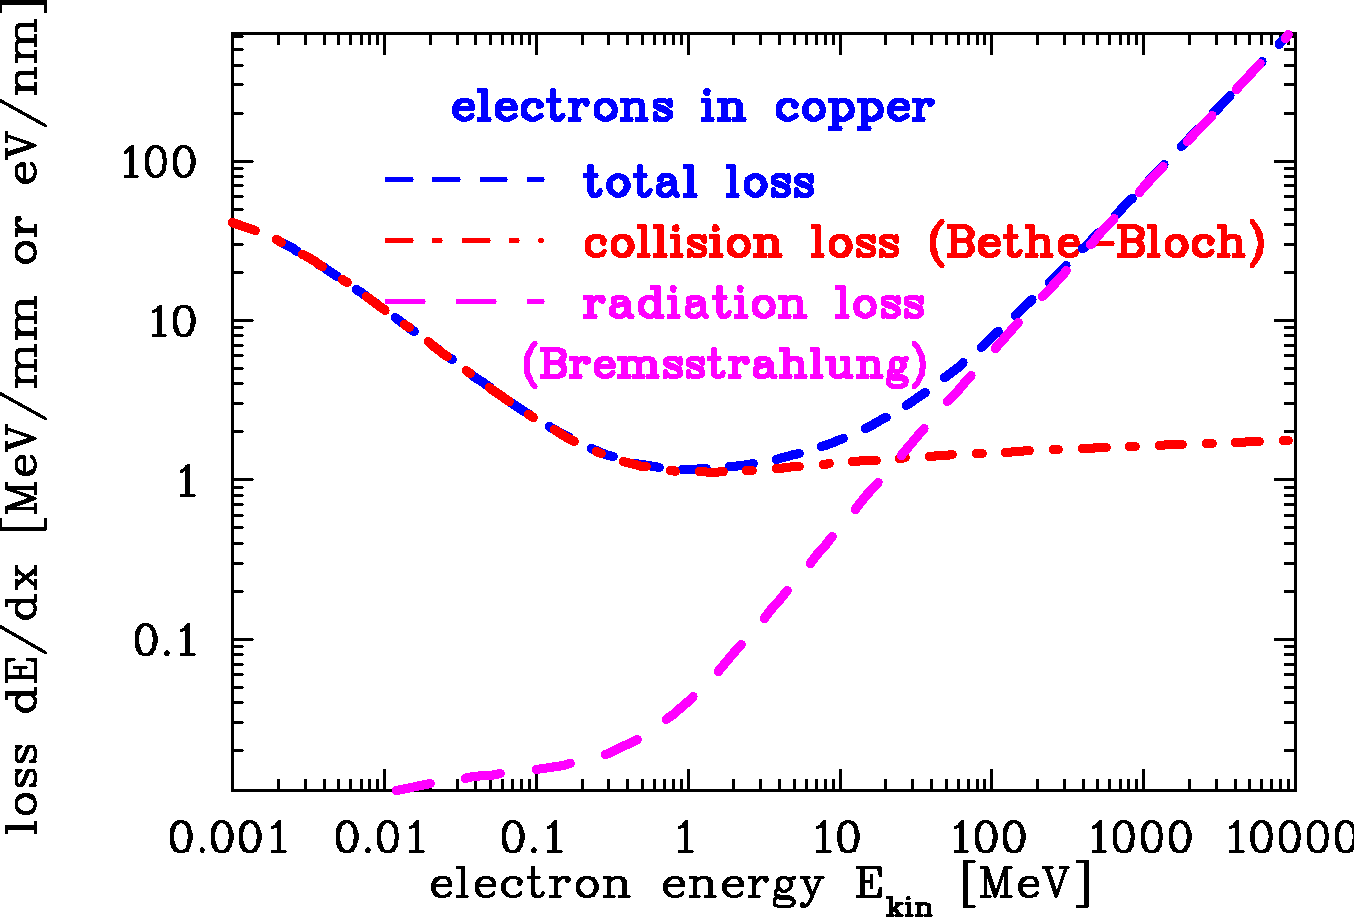 loss dE/dx [MeV/mm or eV/nm]
electrons in copper
total loss
collision loss (Bethe-Bloch)
radiation loss
(Bremsstrahlung)
100
10
1
0.1
0.001 0.01 0.1 1 10 100 1000 10000
electron energy E_kin [MeV]